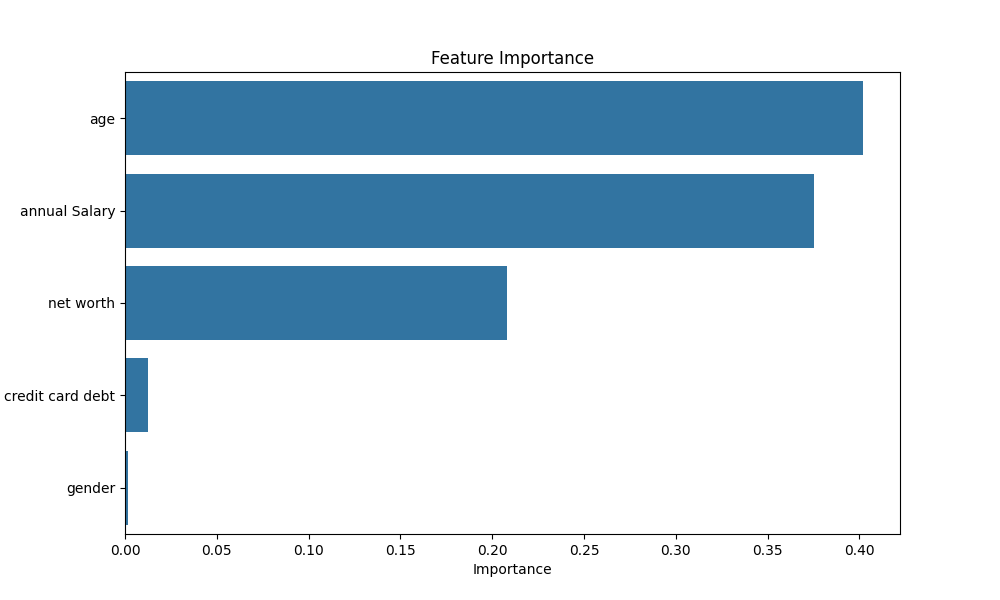 Feature Importance
age
annual Salary
net worth
credit card debt
gender
0.00 0.05 0.10 0.15 0.20 0.25 0.30 0.35 0.40
Importance